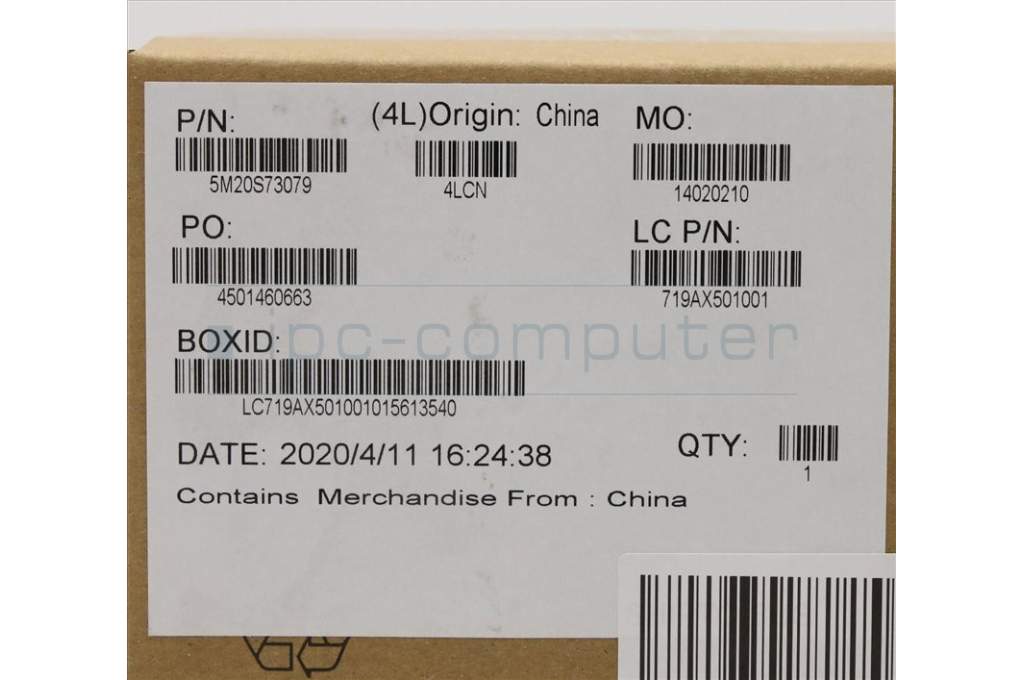 P/N: (4L)Origin: China MO:
5M20S73079 4LCN 14020210
PO: LC P/N:
4501460663 719AX501001
ipc-computer
BOXID:
LC719AX501001015613540
DATE: 2020/4/11 16:24:38 QTY:
1
Contains Merchandise From : China